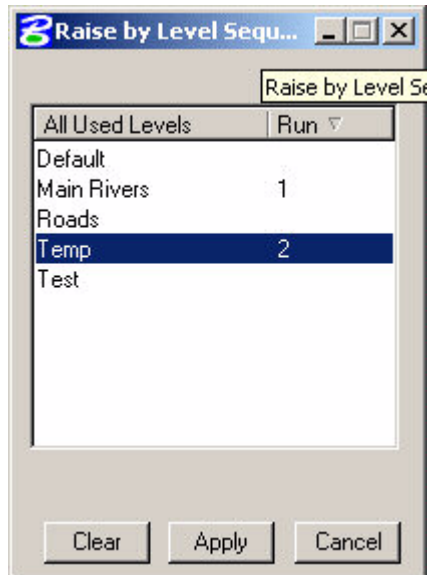 Raise by Level Sequ...
Raise by Level Se
All Used Levels Run
Default
Main Rivers 1
Roads
Temp 2
Test
Clear Apply Cancel